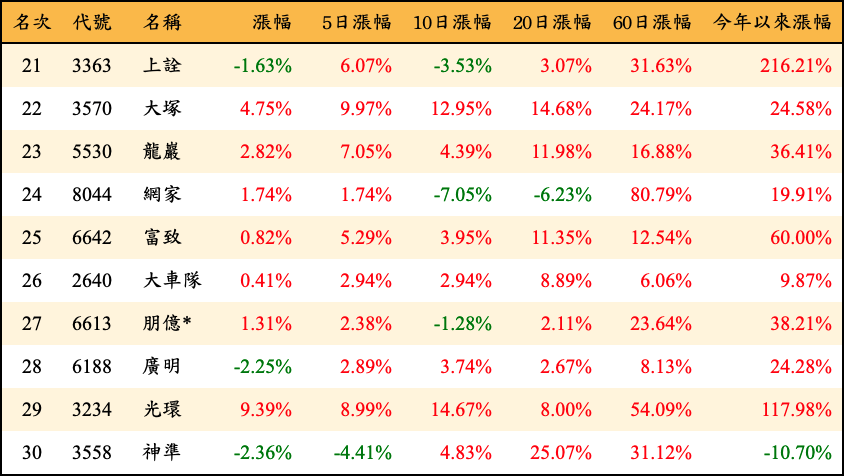 名次 代號 名稱 漲幅 5日漲幅 10日漲幅 20日漲幅 60日漲幅 今年以來漲幅
21 3363 上詮 -1.63% 6.07% -3.53% 3.07% 31.63% 216.21%
22 3570 大塚 4.75% 9.97% 12.95% 14.68% 24.17% 24.58%
23 5530 龍巖 2.82% 7.05% 4.39% 11.98% 16.88% 36.41%
24 8044 網家 1.74% 1.74% -7.05% -6.23% 80.79% 19.91%
25 6642 富致 0.82% 5.29% 3.95% 11.35% 12.54% 60.00%
26 2640 大車隊 0.41% 2.94% 2.94% 8.89% 6.06% 9.87%
27 6613 朋億* 1.31% 2.38% -1.28% 2.11% 23.64% 38.21%
28 6188 廣明 -2.25% 2.89% 3.74% 2.67% 8.13% 24.28%
29 3234 光環 9.39% 8.99% 14.67% 8.00% 54.09% 117.98%
30 3558 神準 -2.36% -4.41% 4.83% 25.07% 31.12% -10.70%